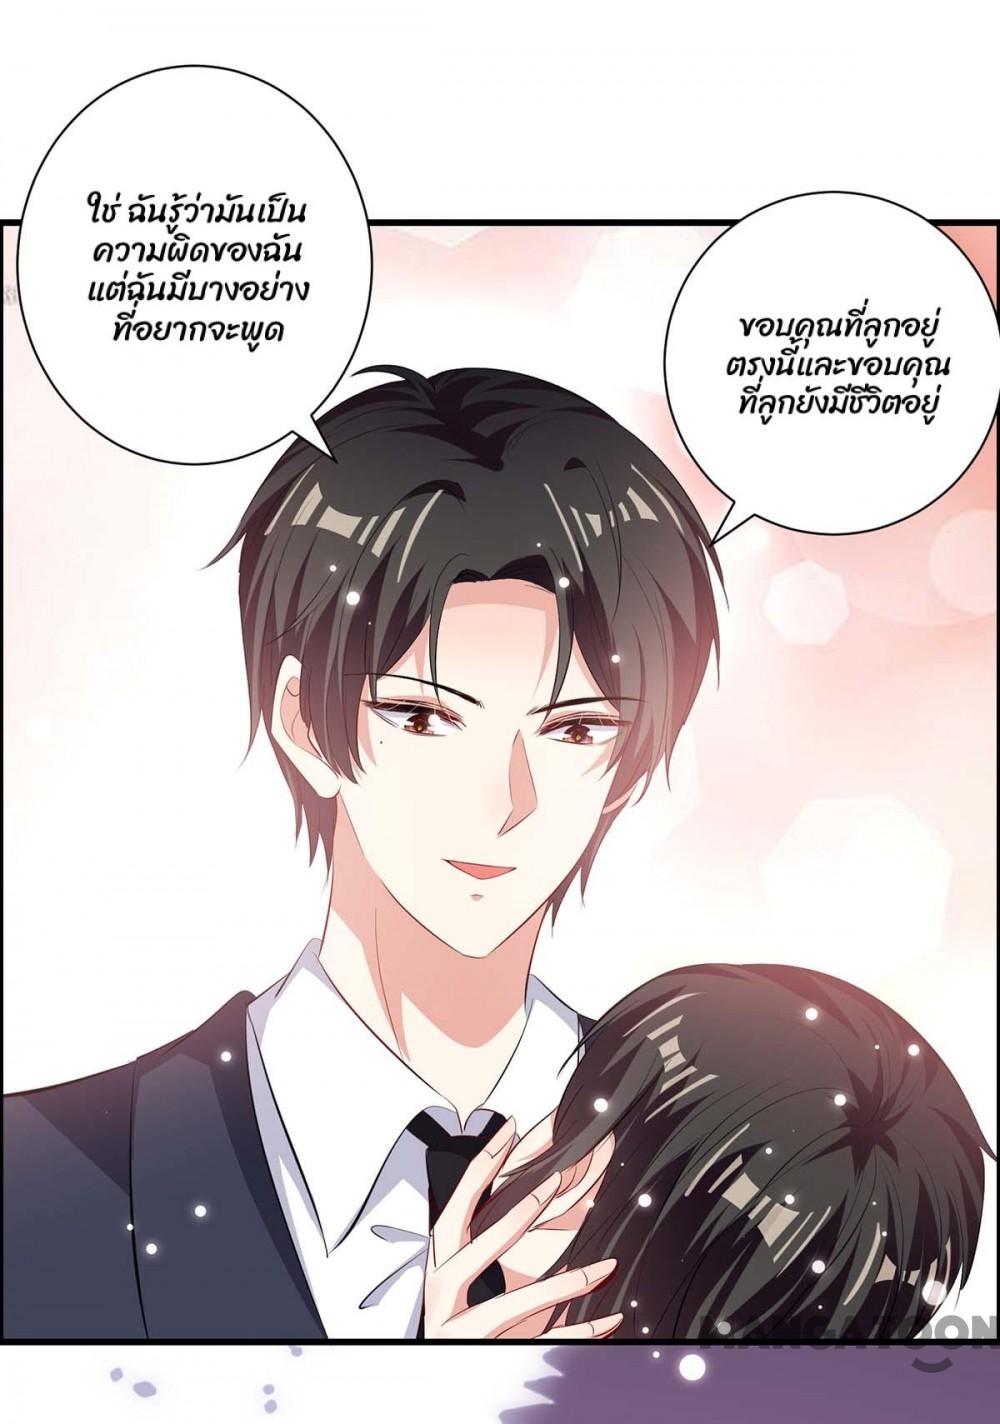 ใช่ ฉันรู้ว่ามันเป็น
ความผิดของฉัน
แต่ฉันมีบางอย่าง
ที่อยากจะพูด
ขอบคุณที่ลูกอยู่
ตรงนี้และขอบคุณ
ที่ลูกยังมีชีวิตอยู่
MANGATOON